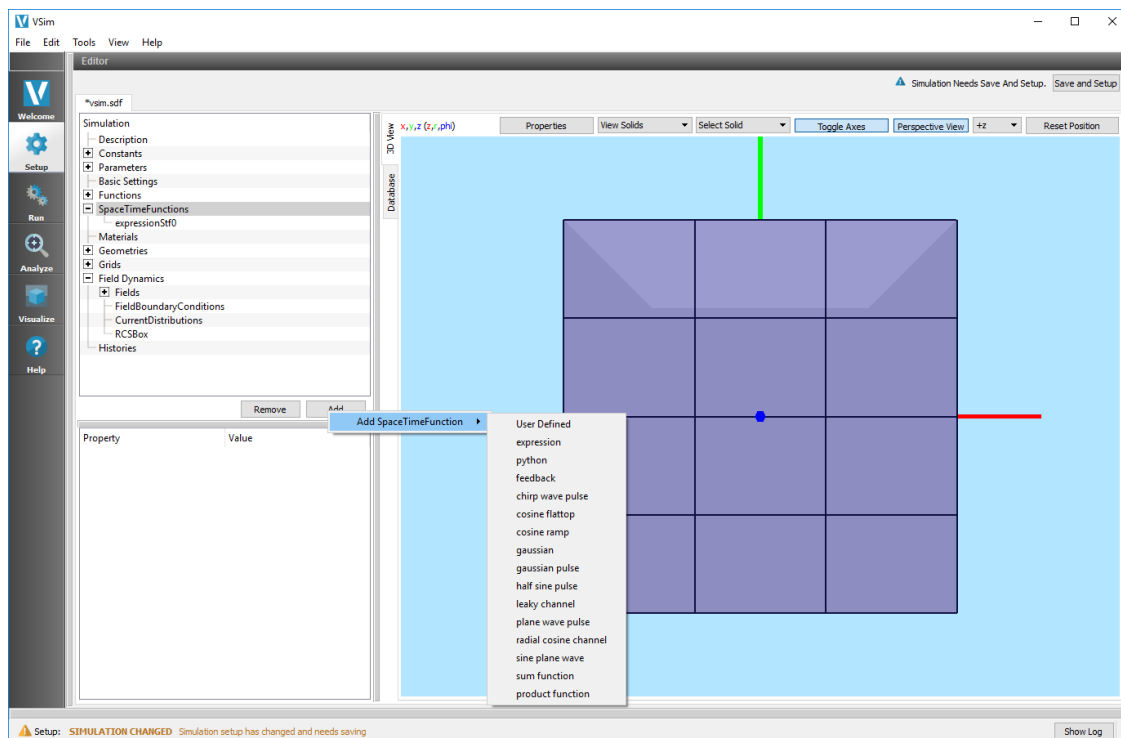 VSim
File Edit Tools View Help
Editor
Simulation Needs Save And Setup. Save and Setup
Welcome
Setup
Run
Analyze
Visualize
Help
*vsim.sdf
Simulation
Description
Constants
Parameters
Basic Settings
Functions
SpaceTimeFunctions
expressionStf0
Materials
Geometries
Grids
Field Dynamics
Fields
FieldBoundaryConditions
CurrentDistributions
RCSBox
Histories
Remove Add
Property Value
3D View
Database
x,y,z (z,r,phi) Properties View Solids Select Solid Toggle Axes Perspective View +z Reset Position
Add SpaceTimeFunction
User Defined
expression
python
feedback
chirp wave pulse
cosine flattop
cosine ramp
gaussian
gaussian pulse
half sine pulse
leaky channel
plane wave pulse
radial cosine channel
sine plane wave
sum function
product function
Setup: SIMULATION CHANGED Simulation setup has changed and needs saving Show Log